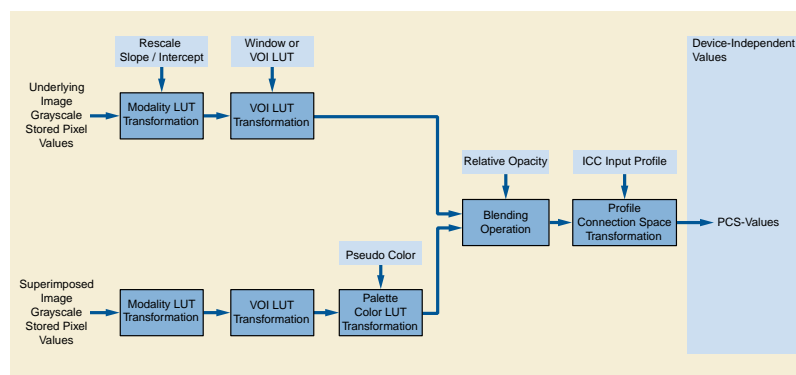 Rescale
Slope / Intercept
Window or
VOI LUT
Device-Independent
Values
Underlying
Image
Grayscale
Stored Pixel
Values
Modality LUT
Transformation
VOI LUT
Transformation
Relative Opacity
ICC Input Profile
Blending
Operation
Profile
Connection Space
Transformation
PCS-Values
Pseudo Color
Superimposed
Image
Grayscale
Stored Pixel
Values
Modality LUT
Transformation
VOI LUT
Transformation
Palette
Color LUT
Transformation